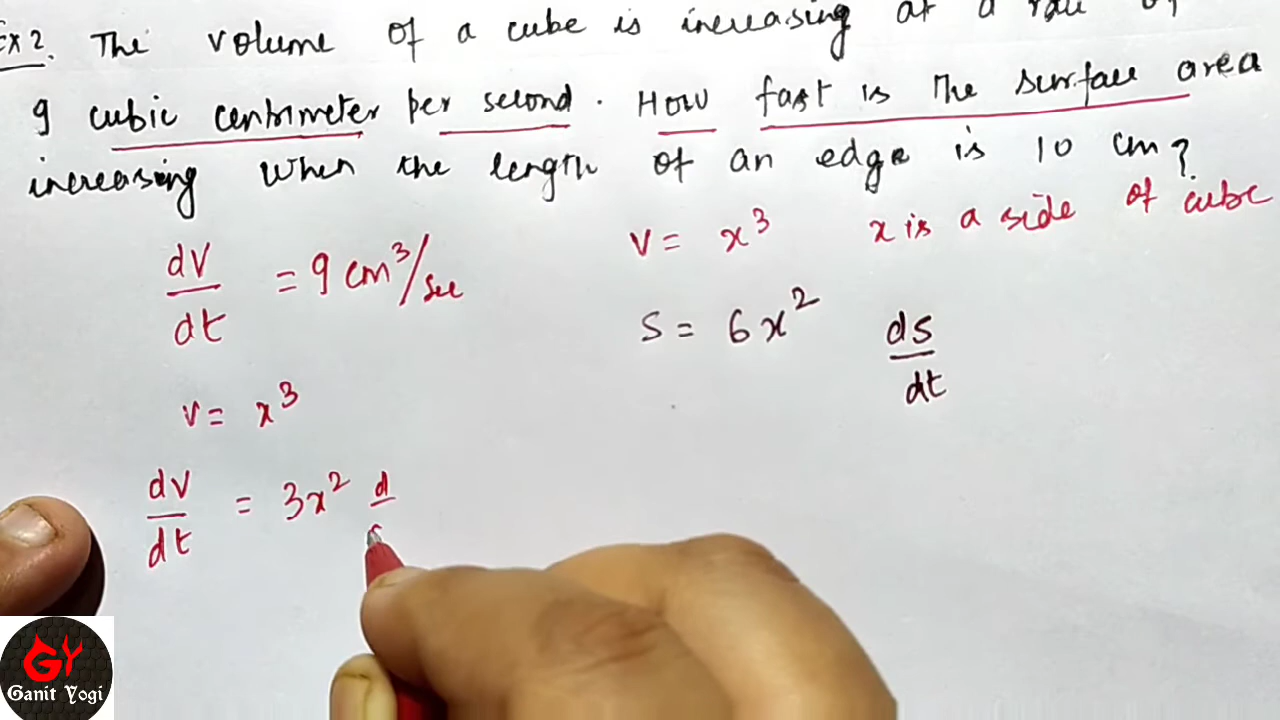 Ex 2. The volume of a cube is increasing at a rate of
9 cubic centimeter per second. How fast is the surface area
increasing when the length of an edge is 10 cm?
dV/dt = 9 cm³/sec
V = x³ x is a side of cube
S = 6x² ds/dt
V = x³
dV/dt = 3x² d
GY
Ganit Yogi